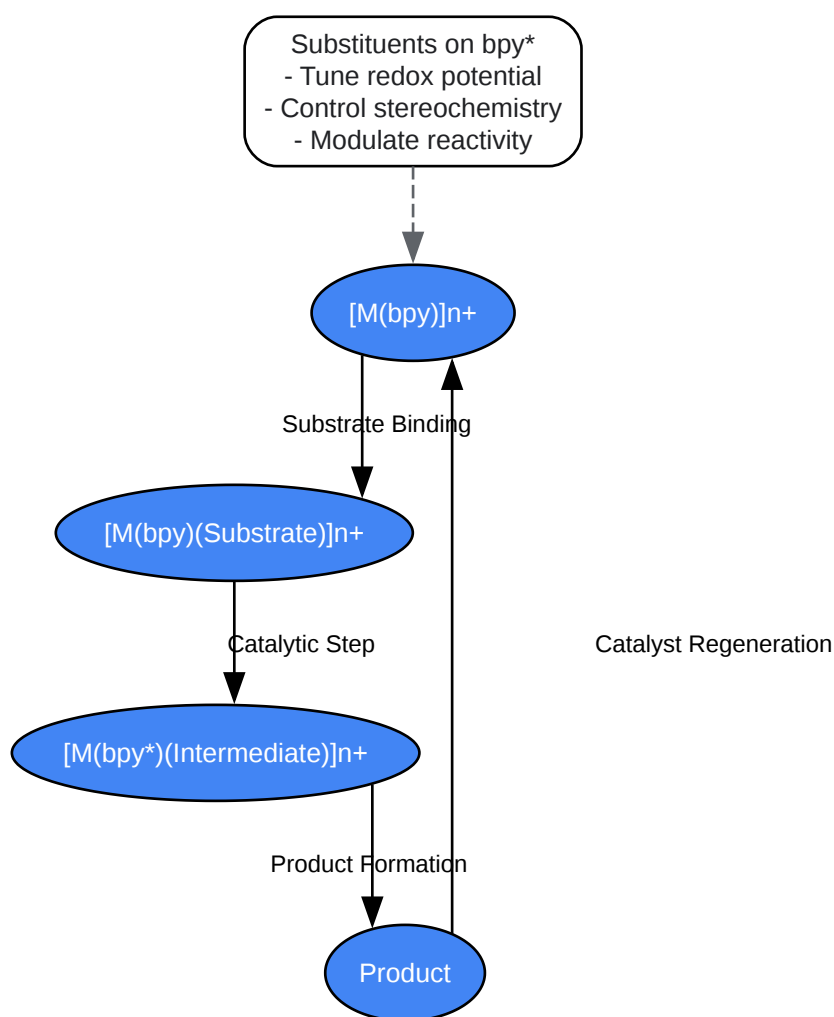 Substituents on bpy*
- Tune redox potential
- Control stereochemistry
- Modulate reactivity
[M(bpy)]n+
Substrate Binding
[M(bpy)(Substrate)]n+
Catalytic Step
Catalyst Regeneration
[M(bpy*)(Intermediate)]n+
Product Formation
Product